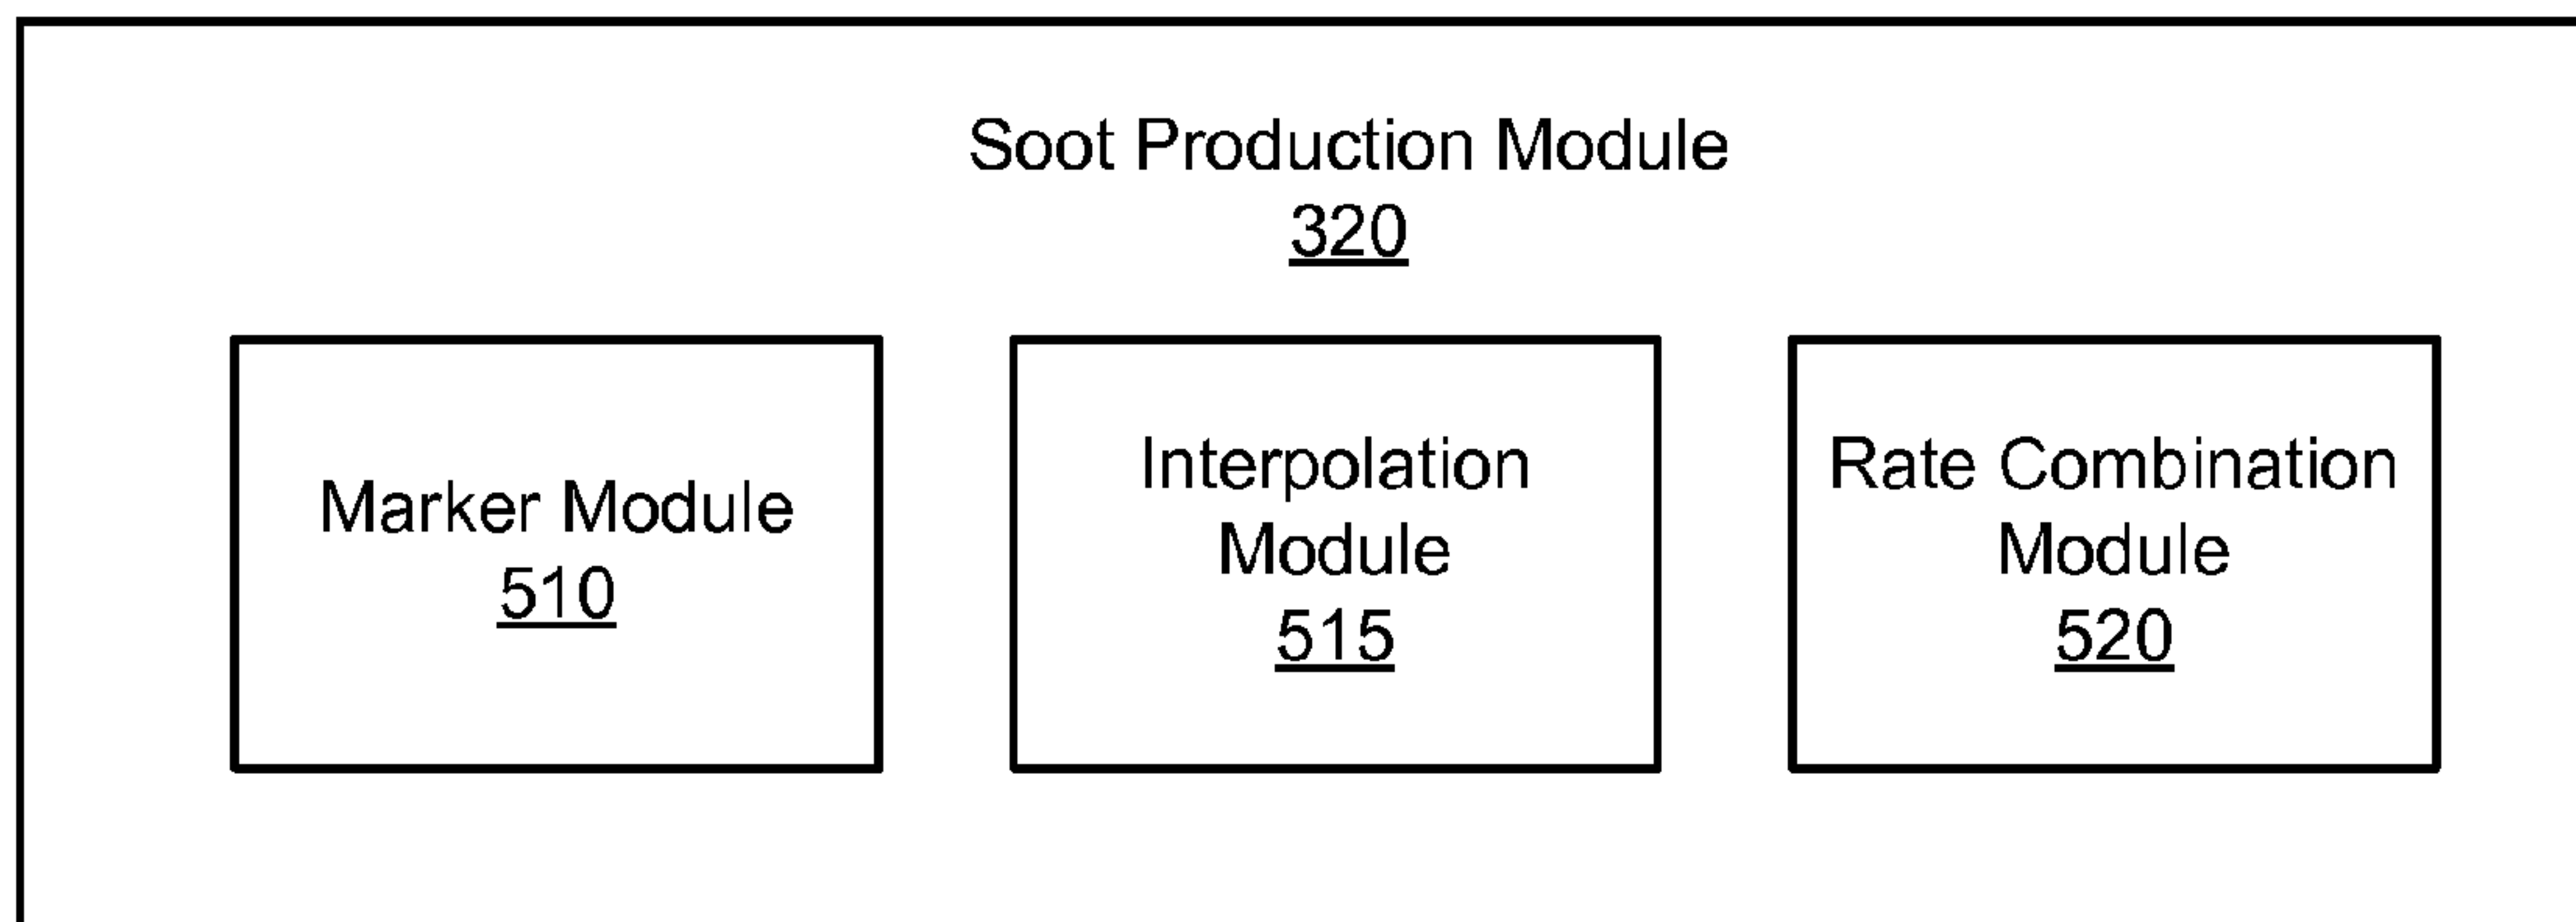 Soot Production Module
320
Marker Module
510
Interpolation
Module
515
Rate Combination
Module
520